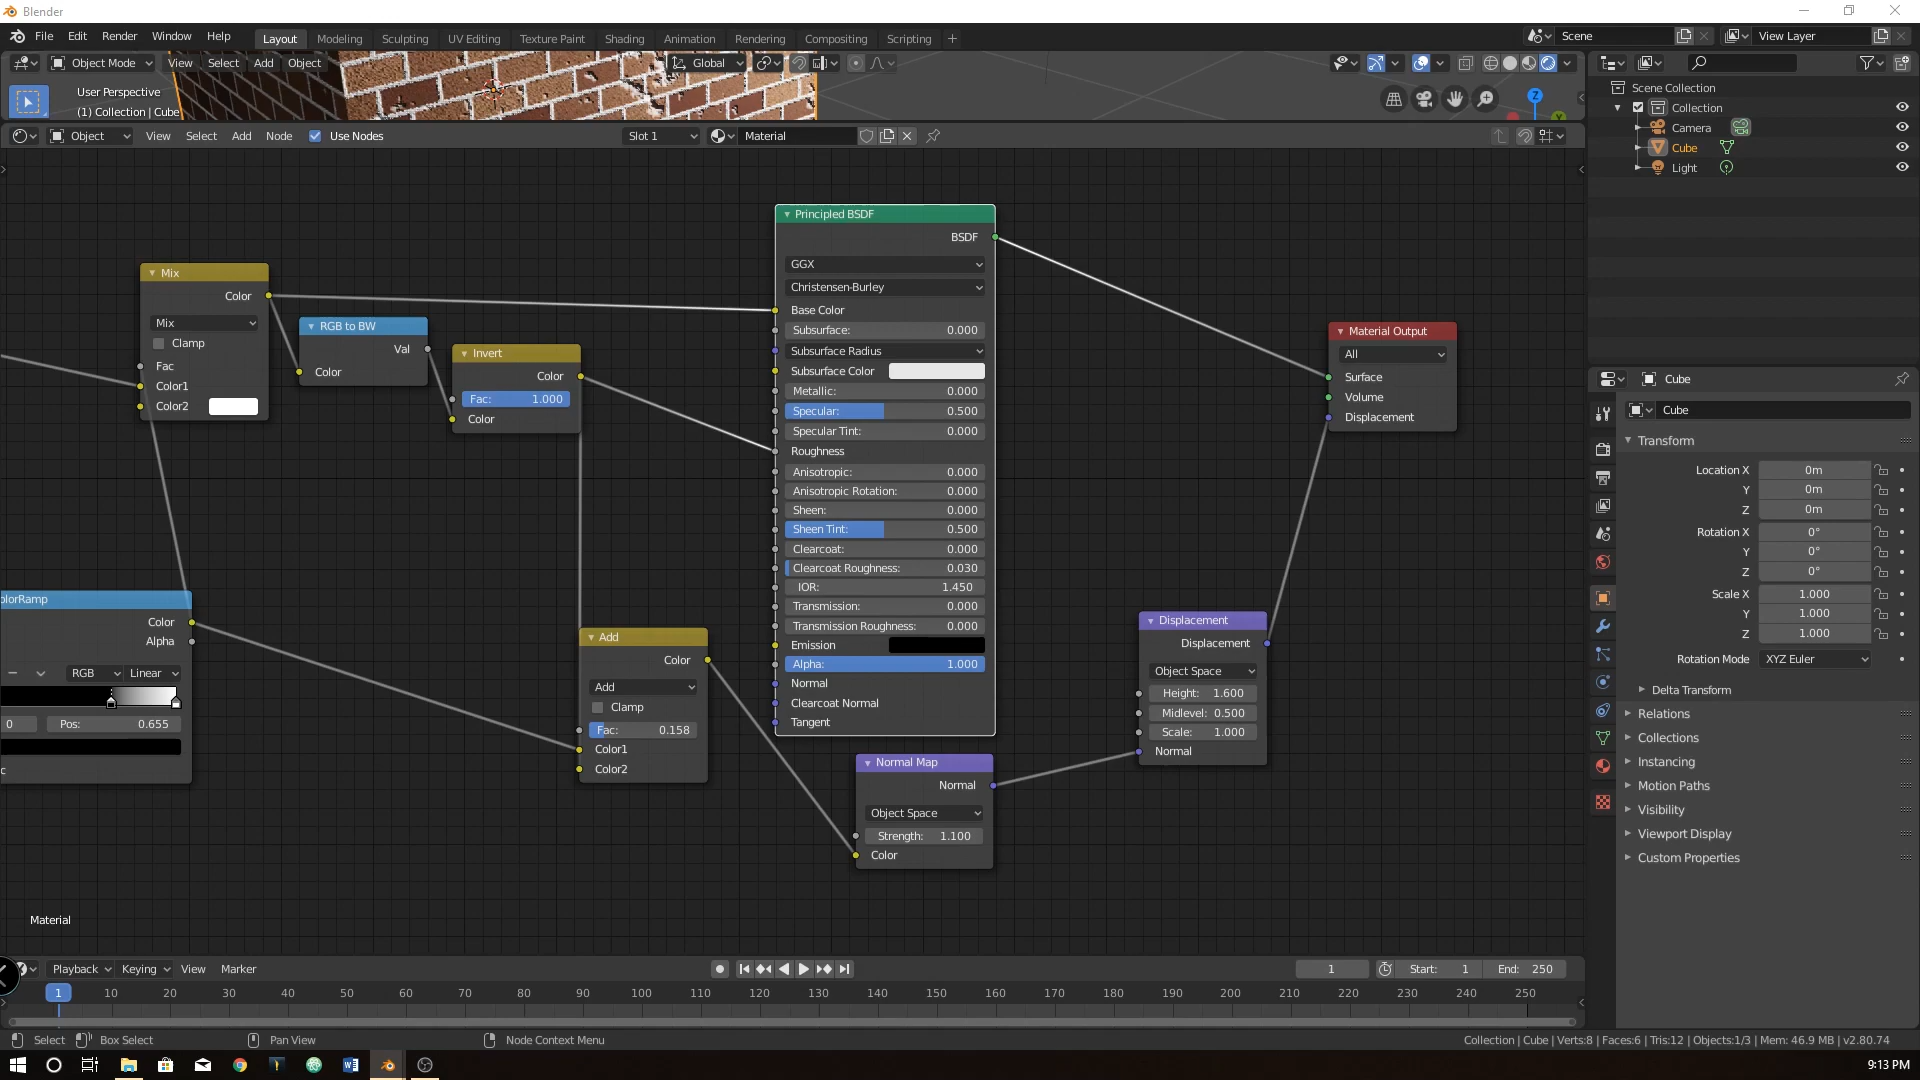 Blender
File Edit Render Window Help Layout Modeling Sculpting UV Editing Texture Paint Shading Animation Rendering Compositing Scripting + Scene View Layer
Object Mode View Select Add Object Global
User Perspective
(1) Collection | Cube
Z
Y
Object View Select Add Node Use Nodes Slot 1 Material
Scene Collection
Collection
Camera
Cube
Light
Mix
Color
Mix
Clamp
Fac
Color1
Color2
RGB to BW
Val
Color
Invert
Color
Fac: 1.000
Color
olorRamp
Color
Alpha
RGB Linear
0 Pos: 0.655
c
Add
Color
Add
Clamp
Fac: 0.158
Color1
Color2
Principled BSDF
BSDF
GGX
Christensen-Burley
Base Color
Subsurface: 0.000
Subsurface Radius
Subsurface Color
Metallic: 0.000
Specular: 0.500
Specular Tint: 0.000
Roughness
Anisotropic: 0.000
Anisotropic Rotation: 0.000
Sheen: 0.000
Sheen Tint: 0.500
Clearcoat: 0.000
Clearcoat Roughness: 0.030
IOR: 1.450
Transmission: 0.000
Transmission Roughness: 0.000
Emission
Alpha: 1.000
Normal
Clearcoat Normal
Tangent
Normal Map
Normal
Object Space
Strength: 1.100
Color
Displacement
Displacement
Object Space
Height: 1.600
Midlevel: 0.500
Scale: 1.000
Normal
Material Output
All
Surface
Volume
Displacement
Material
Cube
Cube
Transform
Location X 0m
Y 0m
Z 0m
Rotation X 0°
Y 0°
Z 0°
Scale X 1.000
Y 1.000
Z 1.000
Rotation Mode XYZ Euler
Delta Transform
Relations
Collections
Instancing
Motion Paths
Visibility
Viewport Display
Custom Properties
Playback Keying View Marker 1 Start: 1 End: 250
1 10 20 30 40 50 60 70 80 90 100 110 120 130 140 150 160 170 180 190 200 210 220 230 240 250
Select Box Select Pan View Node Context Menu Collection | Cube | Verts:8 | Faces:6 | Tris:12 | Objects:1/3 | Mem: 46.9 MB | v2.80.74
9:13 PM